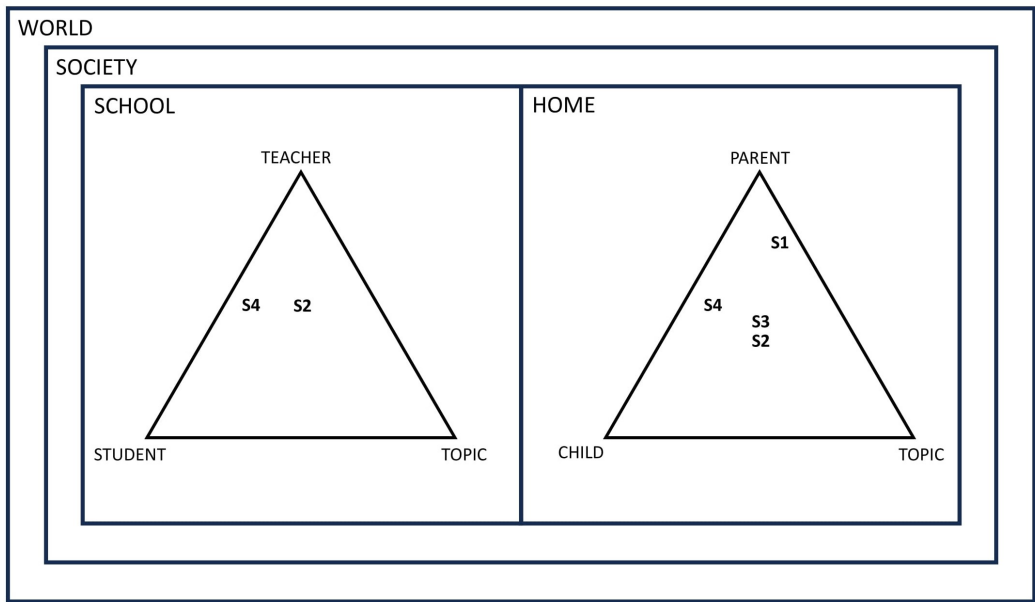 WORLD
SOCIETY
SCHOOL
HOME
TEACHER
PARENT
S1
S4
S2
S4
S3
S2
STUDENT
TOPIC
CHILD
TOPIC